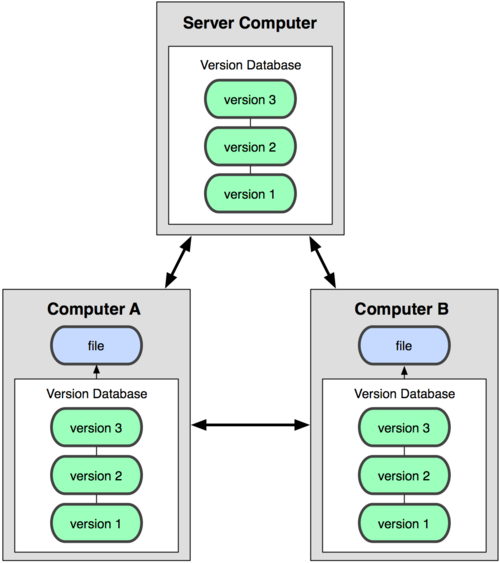 Server Computer
Version Database
version 3
version 2
version 1
Computer A
file
Version Database
version 3
version 2
version 1
Computer B
file
Version Database
version 3
version 2
version 1